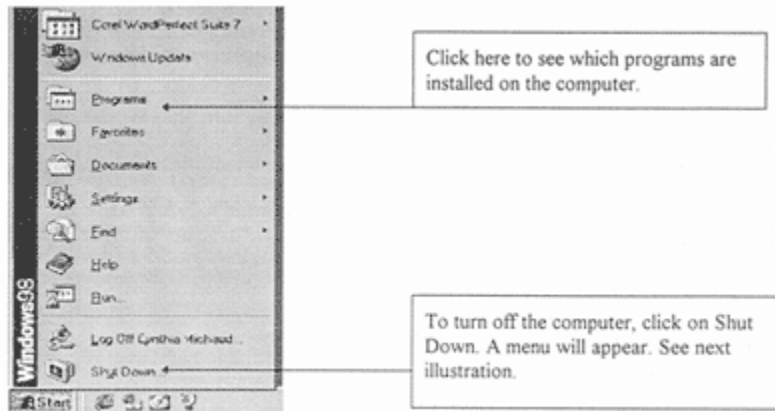 Corel WordPerfect Suite 7
Windows Update
Programs
Favorites
Documents
Settings
Find
Help
Run...
Log Off Cynthia Michaud...
Shut Down...
Windows98
Start
Click here to see which programs are
installed on the computer.
To turn off the computer, click on Shut
Down. A menu will appear. See next
illustration.